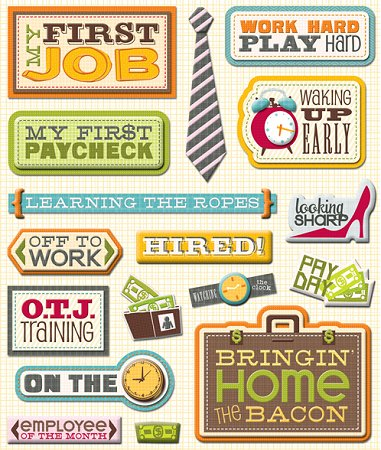 MY FIRST
JOB
WORK HARD
PLAY HARD
WAKING
UP
EARLY
MY FIR$T
PAYCHECK
LEARNING THE ROPES
looking
SHARP
OFF TO
WORK
HIRED!
PAY
DAY
WATCHING the CLOCK
O.T.J.
TRAINING
ON THE
BRINGIN'
HOME
THE BACON
employee
OF THE MONTH